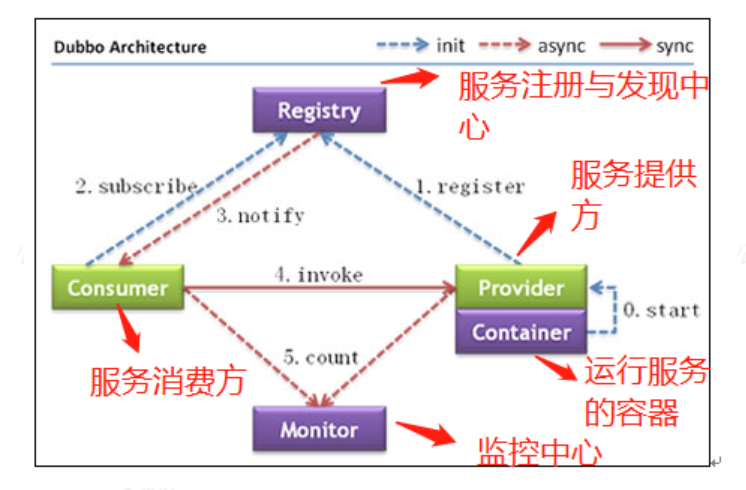 Dubbo Architecture
init
async
sync
Registry
服务注册与发现中
心
2. subscribe
1. register
3. notify
服务提供
方
Consumer
4. invoke
Provider
0. start
Container
服务消费方
5. count
运行服务
的容器
Monitor
监控中心